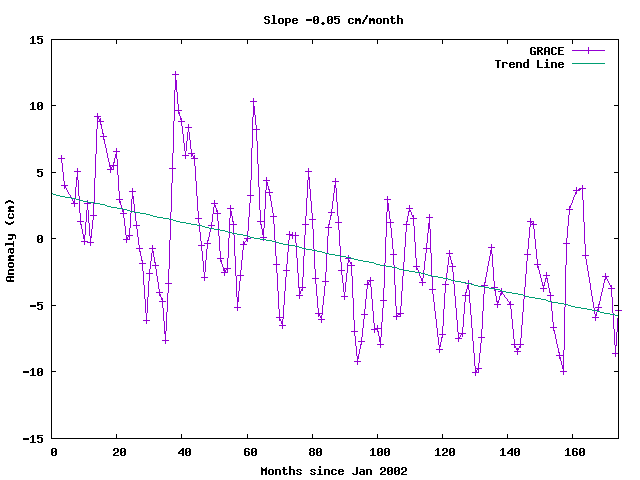 Slope -0.05 cm/month
GRACE
Trend Line
15
10
5
0
-5
-10
-15
Anomaly (cm)
0 20 40 60 80 100 120 140 160
Months since Jan 2002